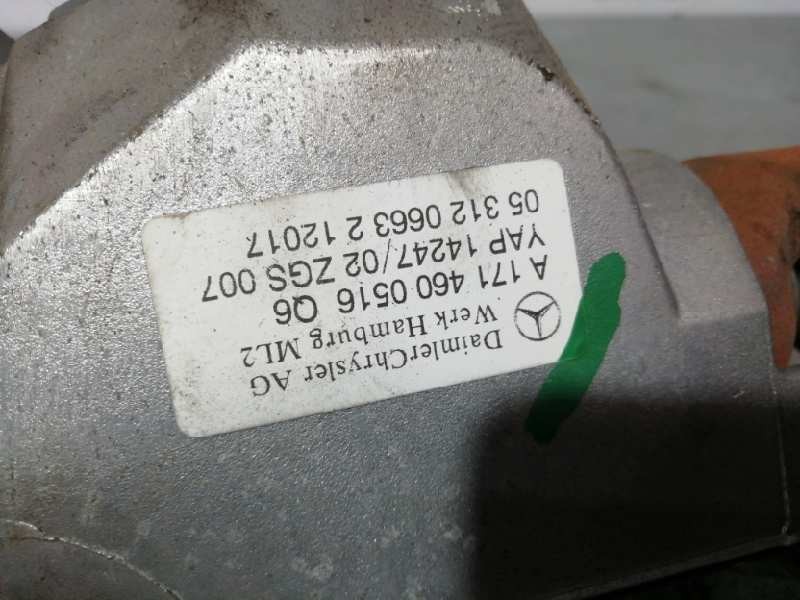 DaimlerChrysler AG
Werk Hamburg ML2
A 171 460 0516 Q6
YAP 14247/02 ZGS 007
05 312 0663 2 12017